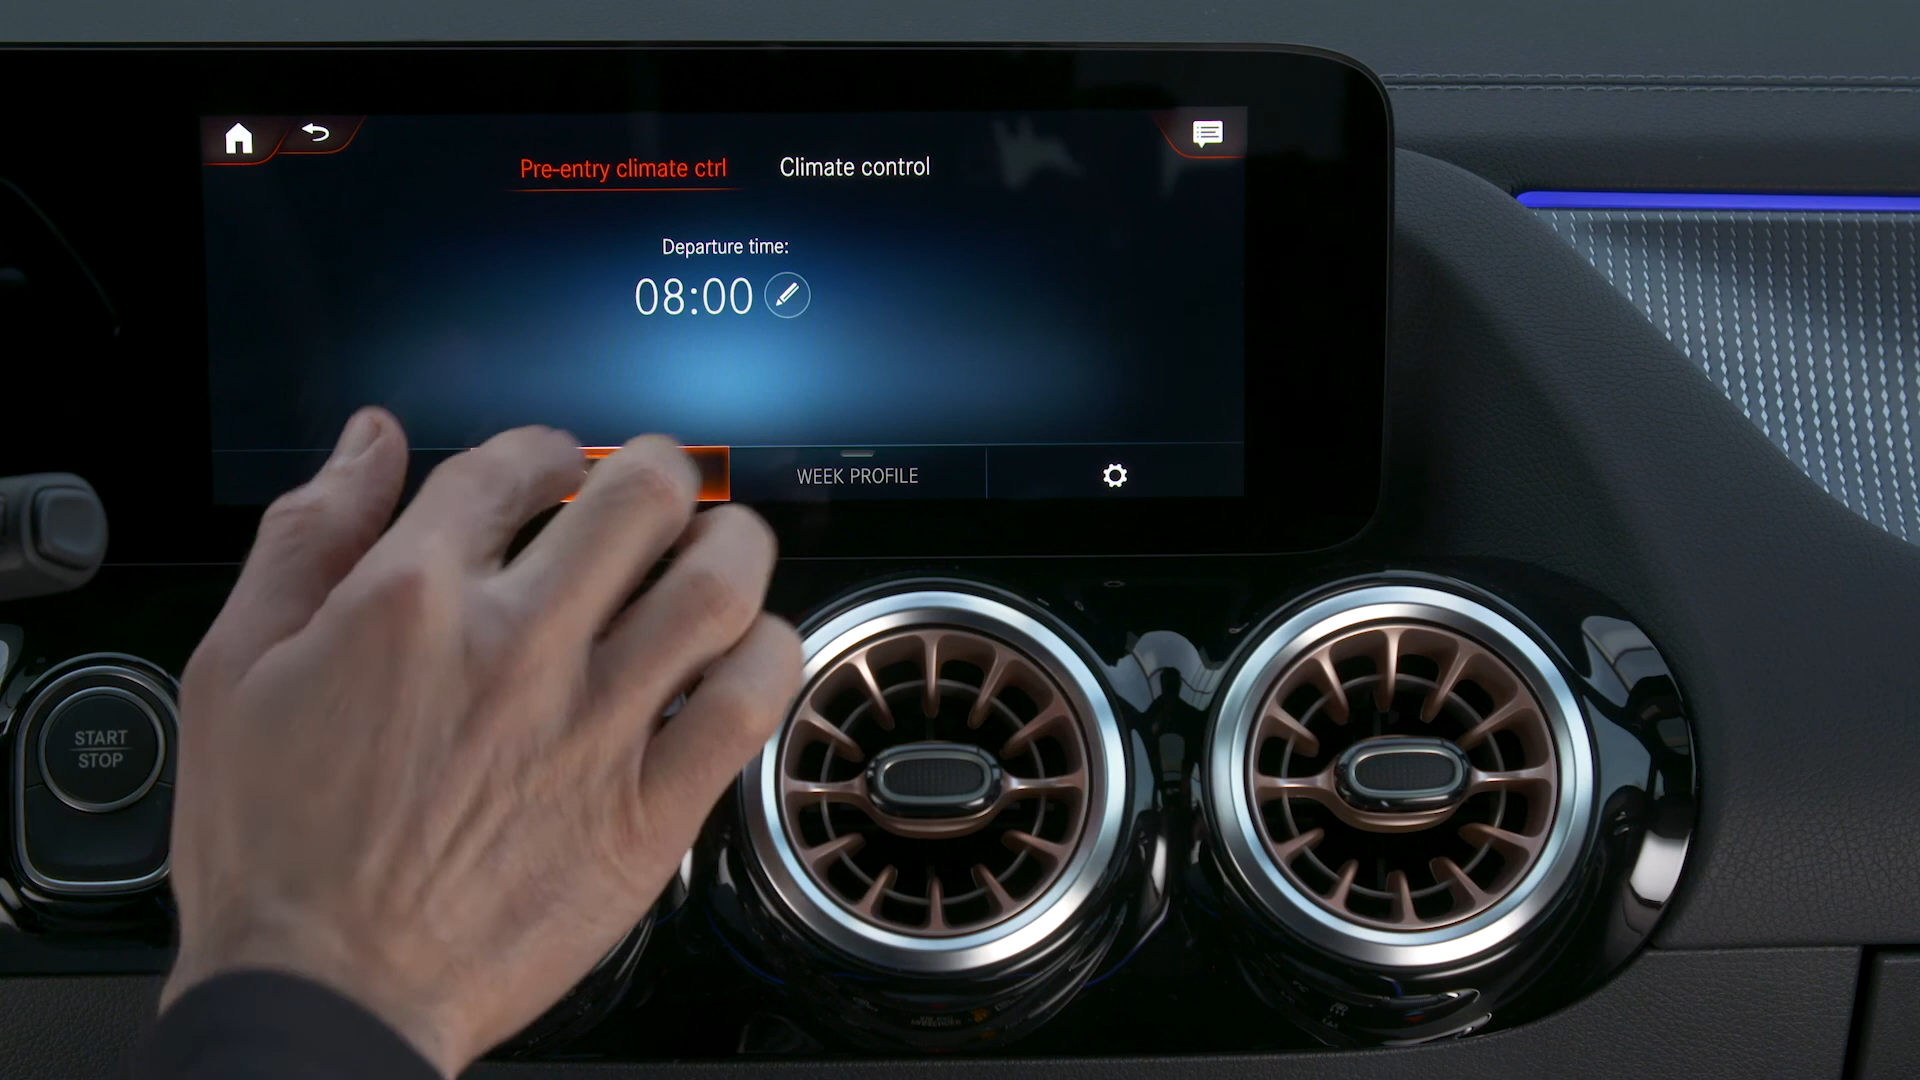 Pre-entry climate ctrl
Climate control
Departure time:
08:00
WEEK PROFILE
START
STOP